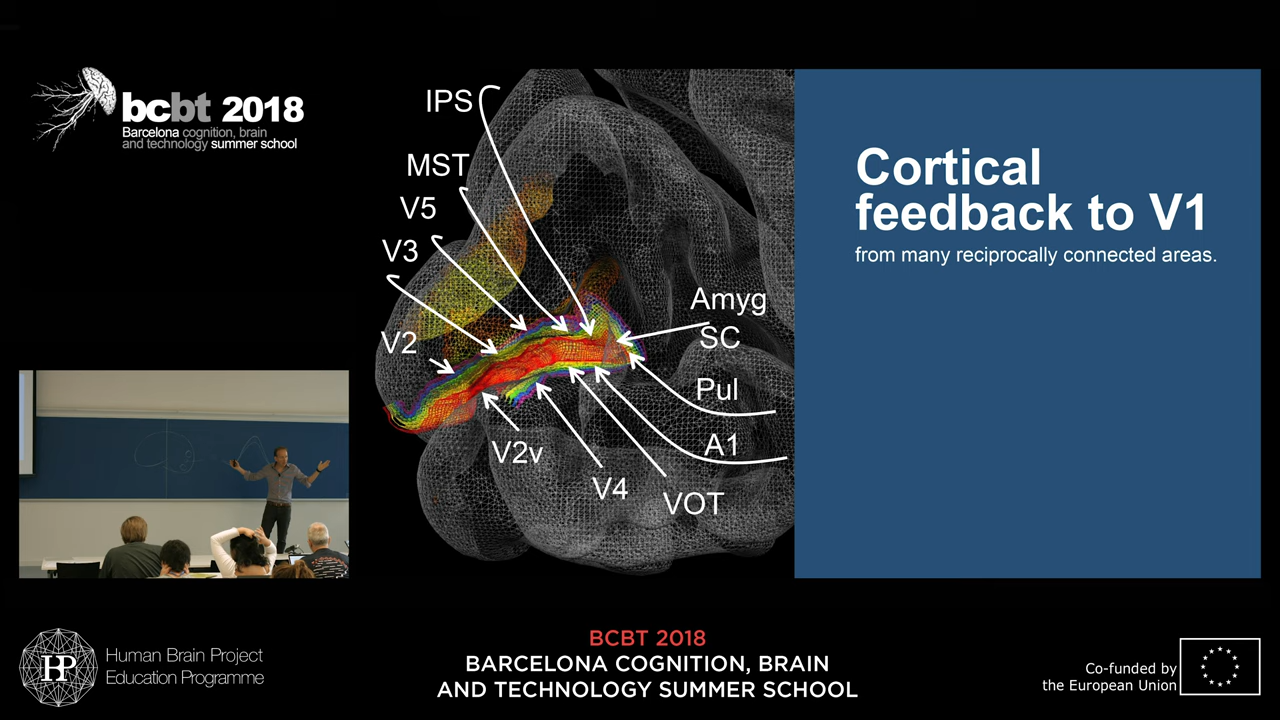 bcbt 2018
Barcelona cognition, brain
and technology summer school
IPS
MST
V5
V3
V2
V2v
V4
VOT
A1
Pul
SC
Amyg
Cortical
feedback to V1
from many reciprocally connected areas.
HP
Human Brain Project
Education Programme
BCBT 2018
BARCELONA COGNITION, BRAIN
AND TECHNOLOGY SUMMER SCHOOL
Co-funded by
the European Union